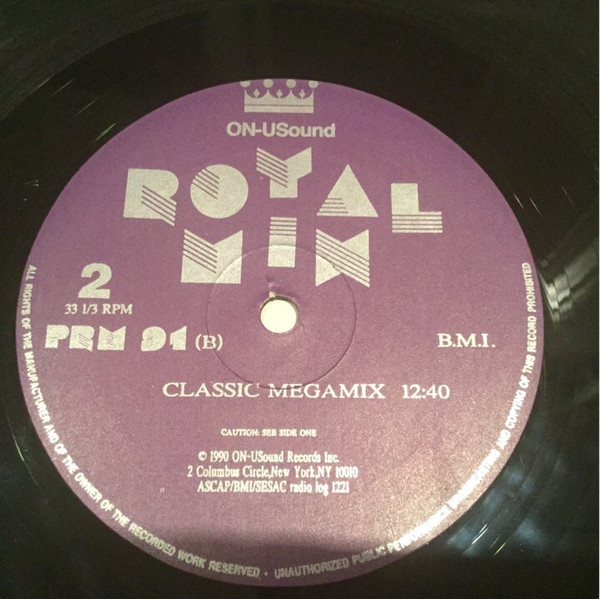 ON-USound
ROYAL
MIX
2
33 1/3 RPM
PRM 91 (B)
B.M.I.
CLASSIC MEGAMIX 12:40
CAUTION: SEE SIDE ONE
© 1990 ON-USound Records Inc.
2 Columbus Circle,New York,NY 10010
ASCAP/BMI/SESAC radio log 1221
ALL RIGHTS OF THE MANUFACTURER AND OF THE OWNER OF THE RECORDED WORK RESERVED • UNAUTHORIZED PUBLIC PERFORMANCE BROADCASTING AND COPYING OF THIS RECORD PROHIBITED